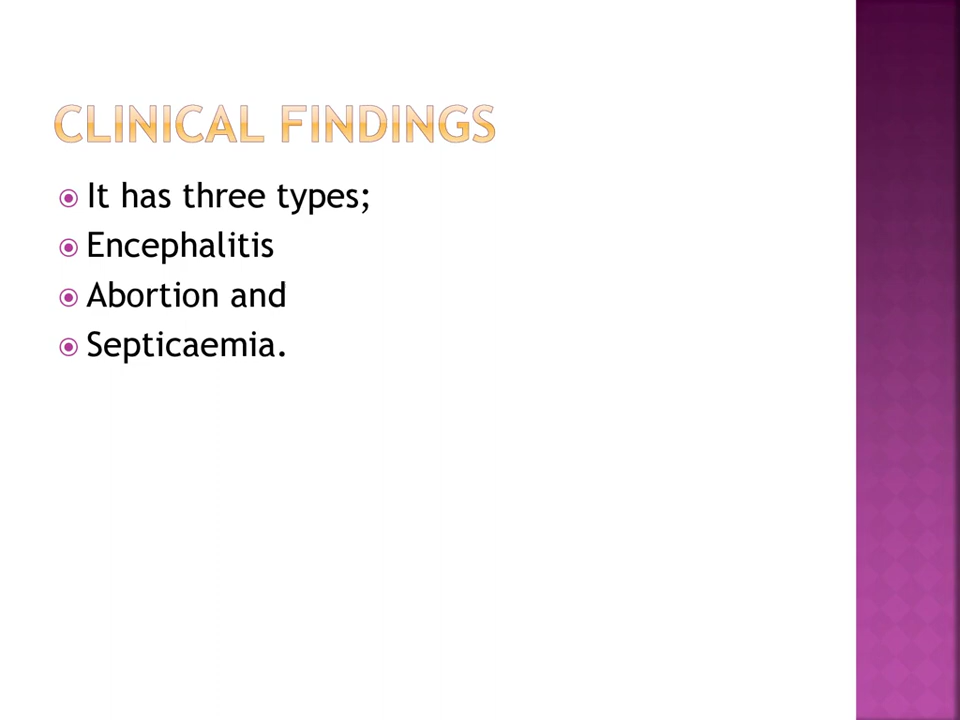 CLINICAL FINDINGS
It has three types;
Encephalitis
Abortion and
Septicaemia.